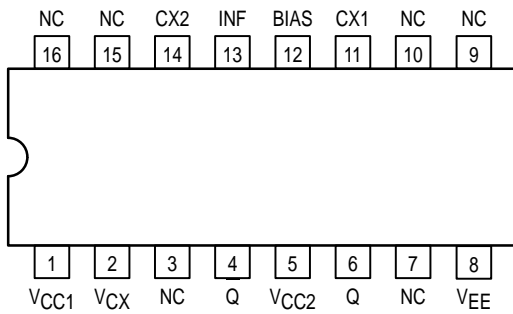 NC NC CX2 INF BIAS CX1 NC NC
16 15 14 13 12 11 10 9
1 2 3 4 5 6 7 8
VCC1 VCX NC Q̅ VCC2 Q NC VEE